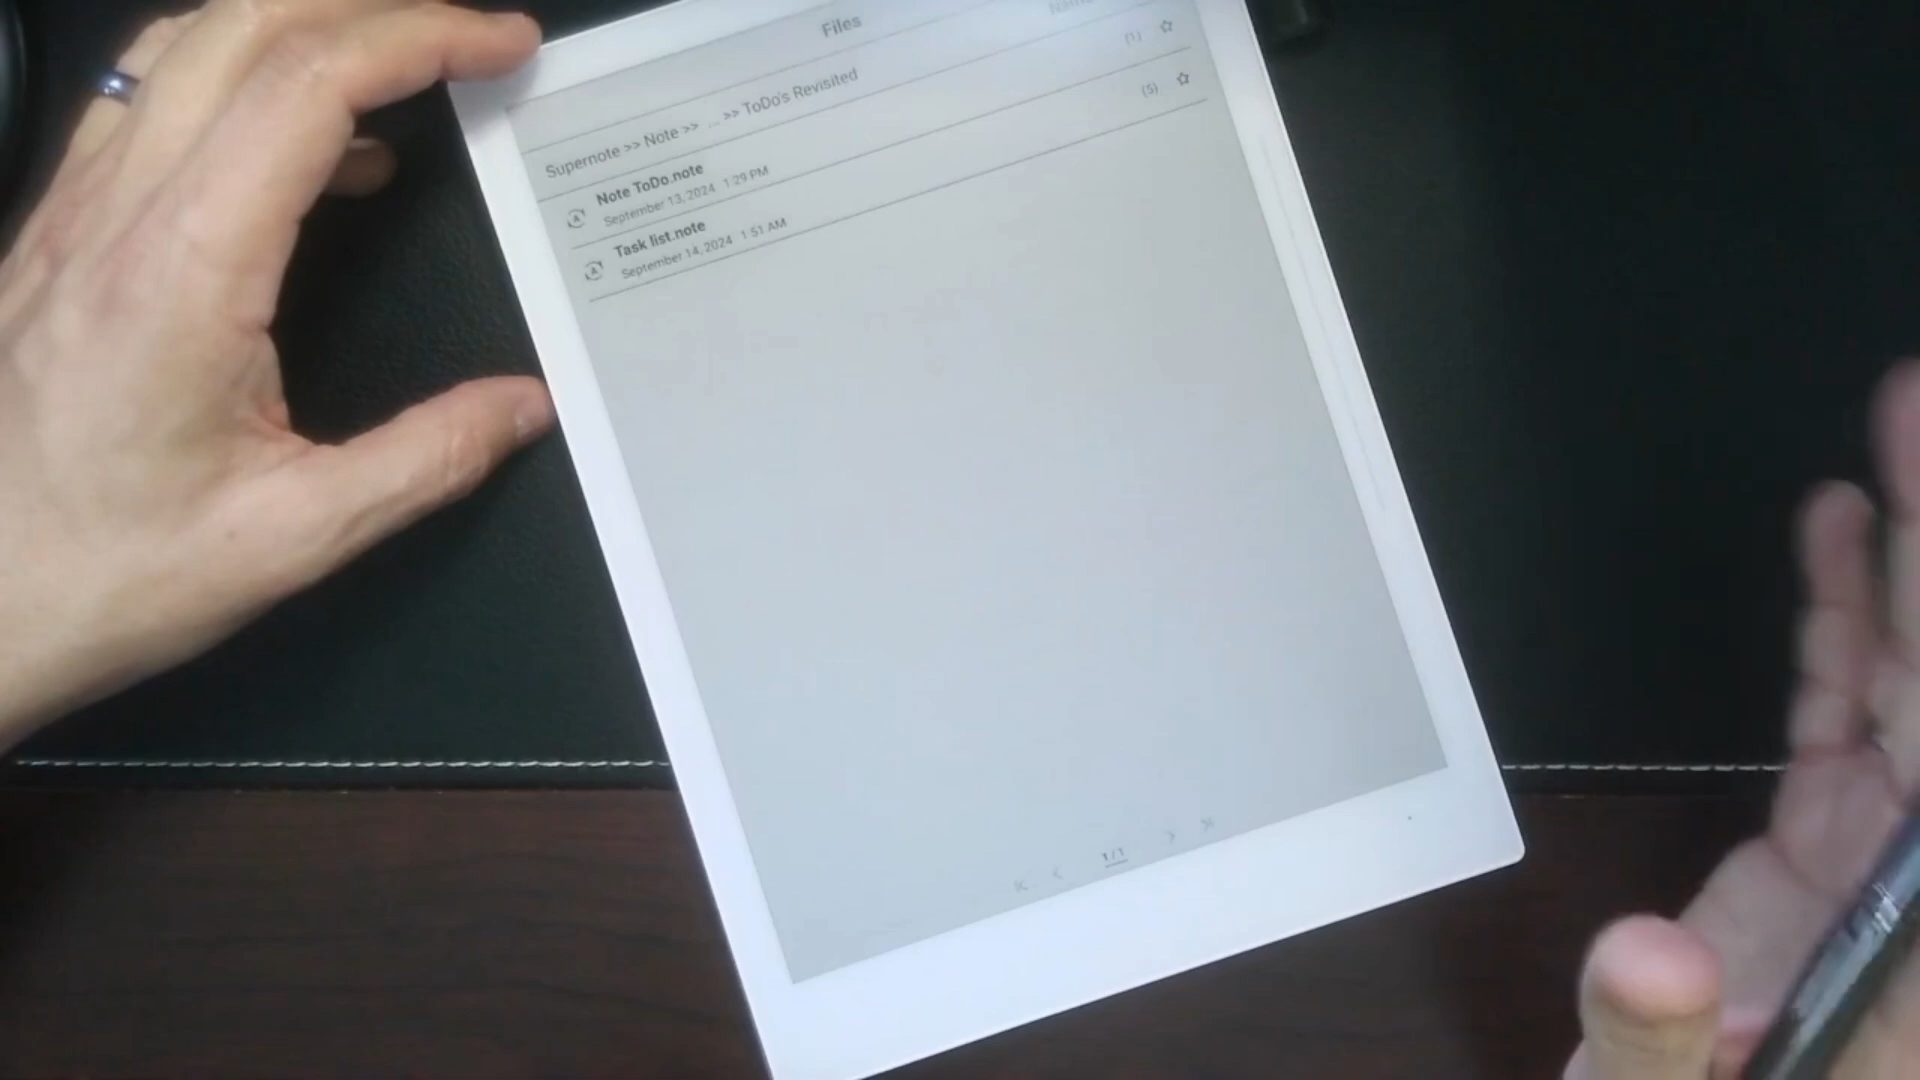 Files
Name
Supernote >> Note >> ... >> ToDo's Revisited
Note ToDo.note
(1)
September 13, 2024 1:29 PM
Task list.note
(5)
September 14, 2024 1:51 AM
1 / 1